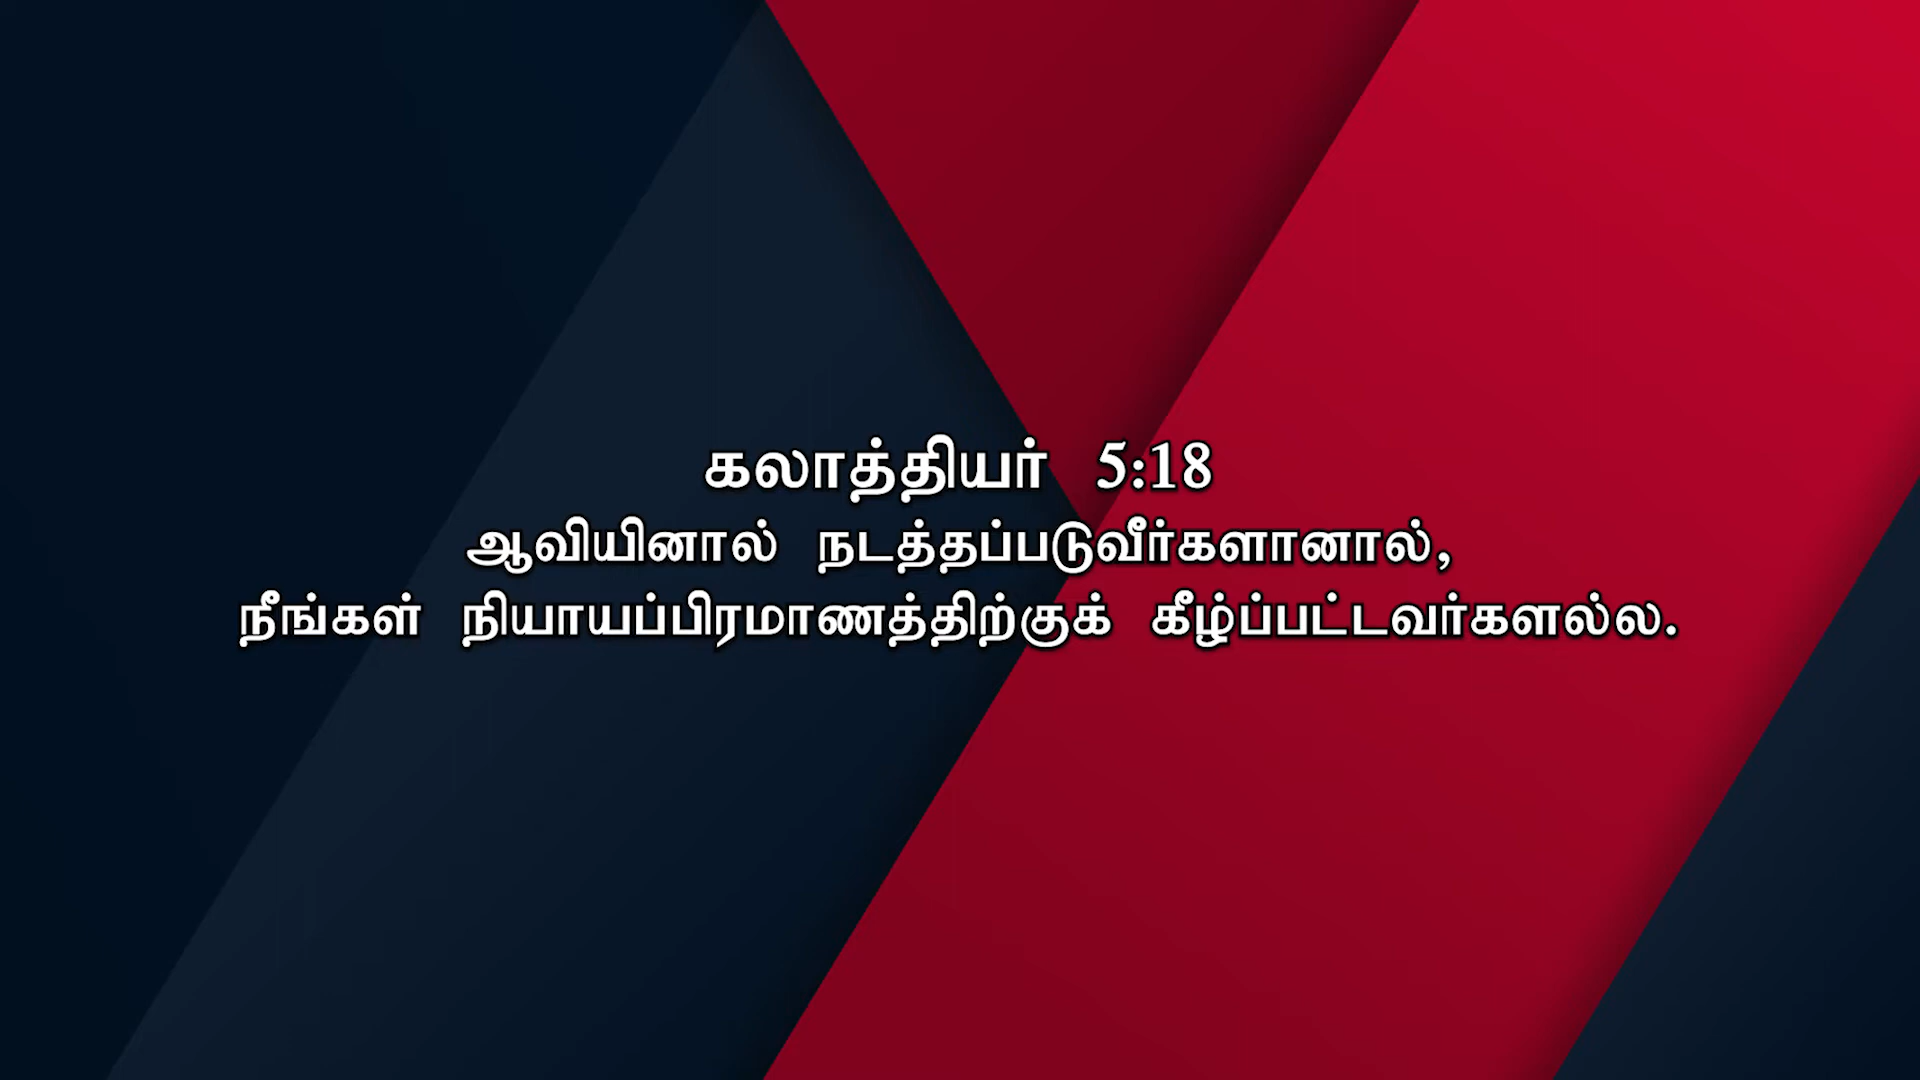 கலாத்தியர் 5:18
ஆவியினால் நடத்தப்படுவீர்களானால்,
நீங்கள் நியாயப்பிரமாணத்திற்குக் கீழ்ப்பட்டவர்களல்ல.